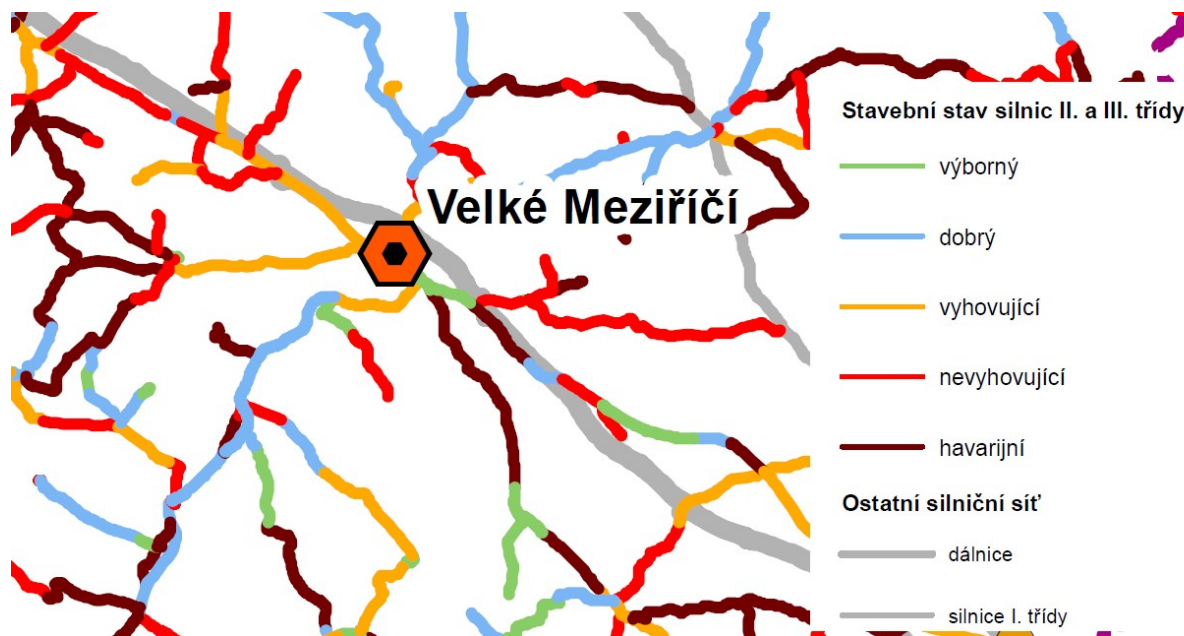 Velké Meziříčí
Stavební stav silnic II. a III. třídy
výborný
dobrý
vyhovující
nevyhovující
havarijní
Ostatní silniční síť
dálnice
silnice I. třídy